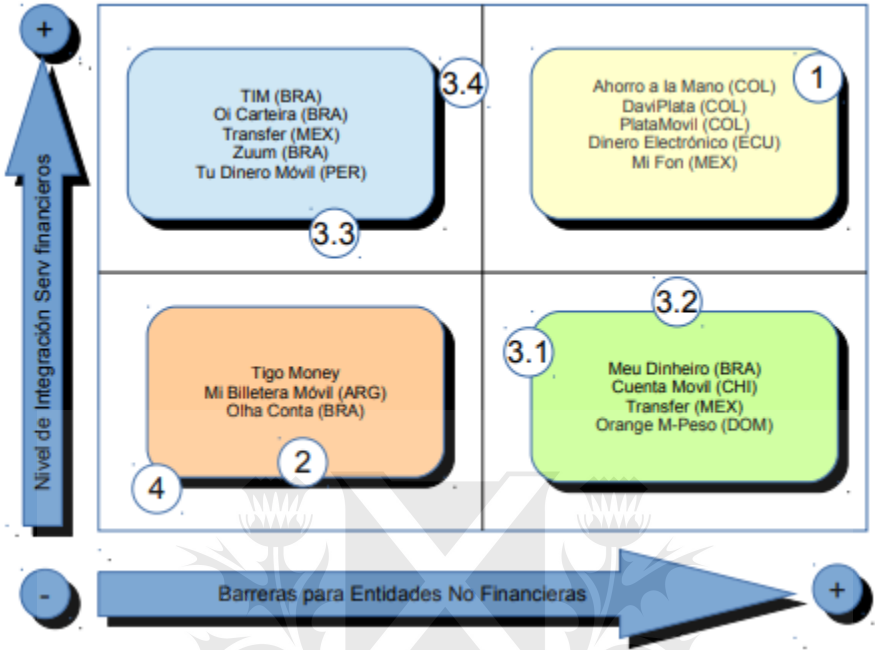 +
Nivel de Integración Serv financieros
TIM (BRA)
Oi Carteira (BRA)
Transfer (MEX)
Zuum (BRA)
Tu Dinero Móvil (PER)
3.4
3.3
Ahorro a la Mano (COL)
DaviPlata (COL)
PlataMovil (COL)
Dinero Electrónico (ECU)
Mi Fon (MEX)
1
Tigo Money
Mi Billetera Móvil (ARG)
Olha Conta (BRA)
2
4
3.2
3.1
Meu Dinheiro (BRA)
Cuenta Movil (CHI)
Transfer (MEX)
Orange M-Peso (DOM)
-
Barreras para Entidades No Financieras
+